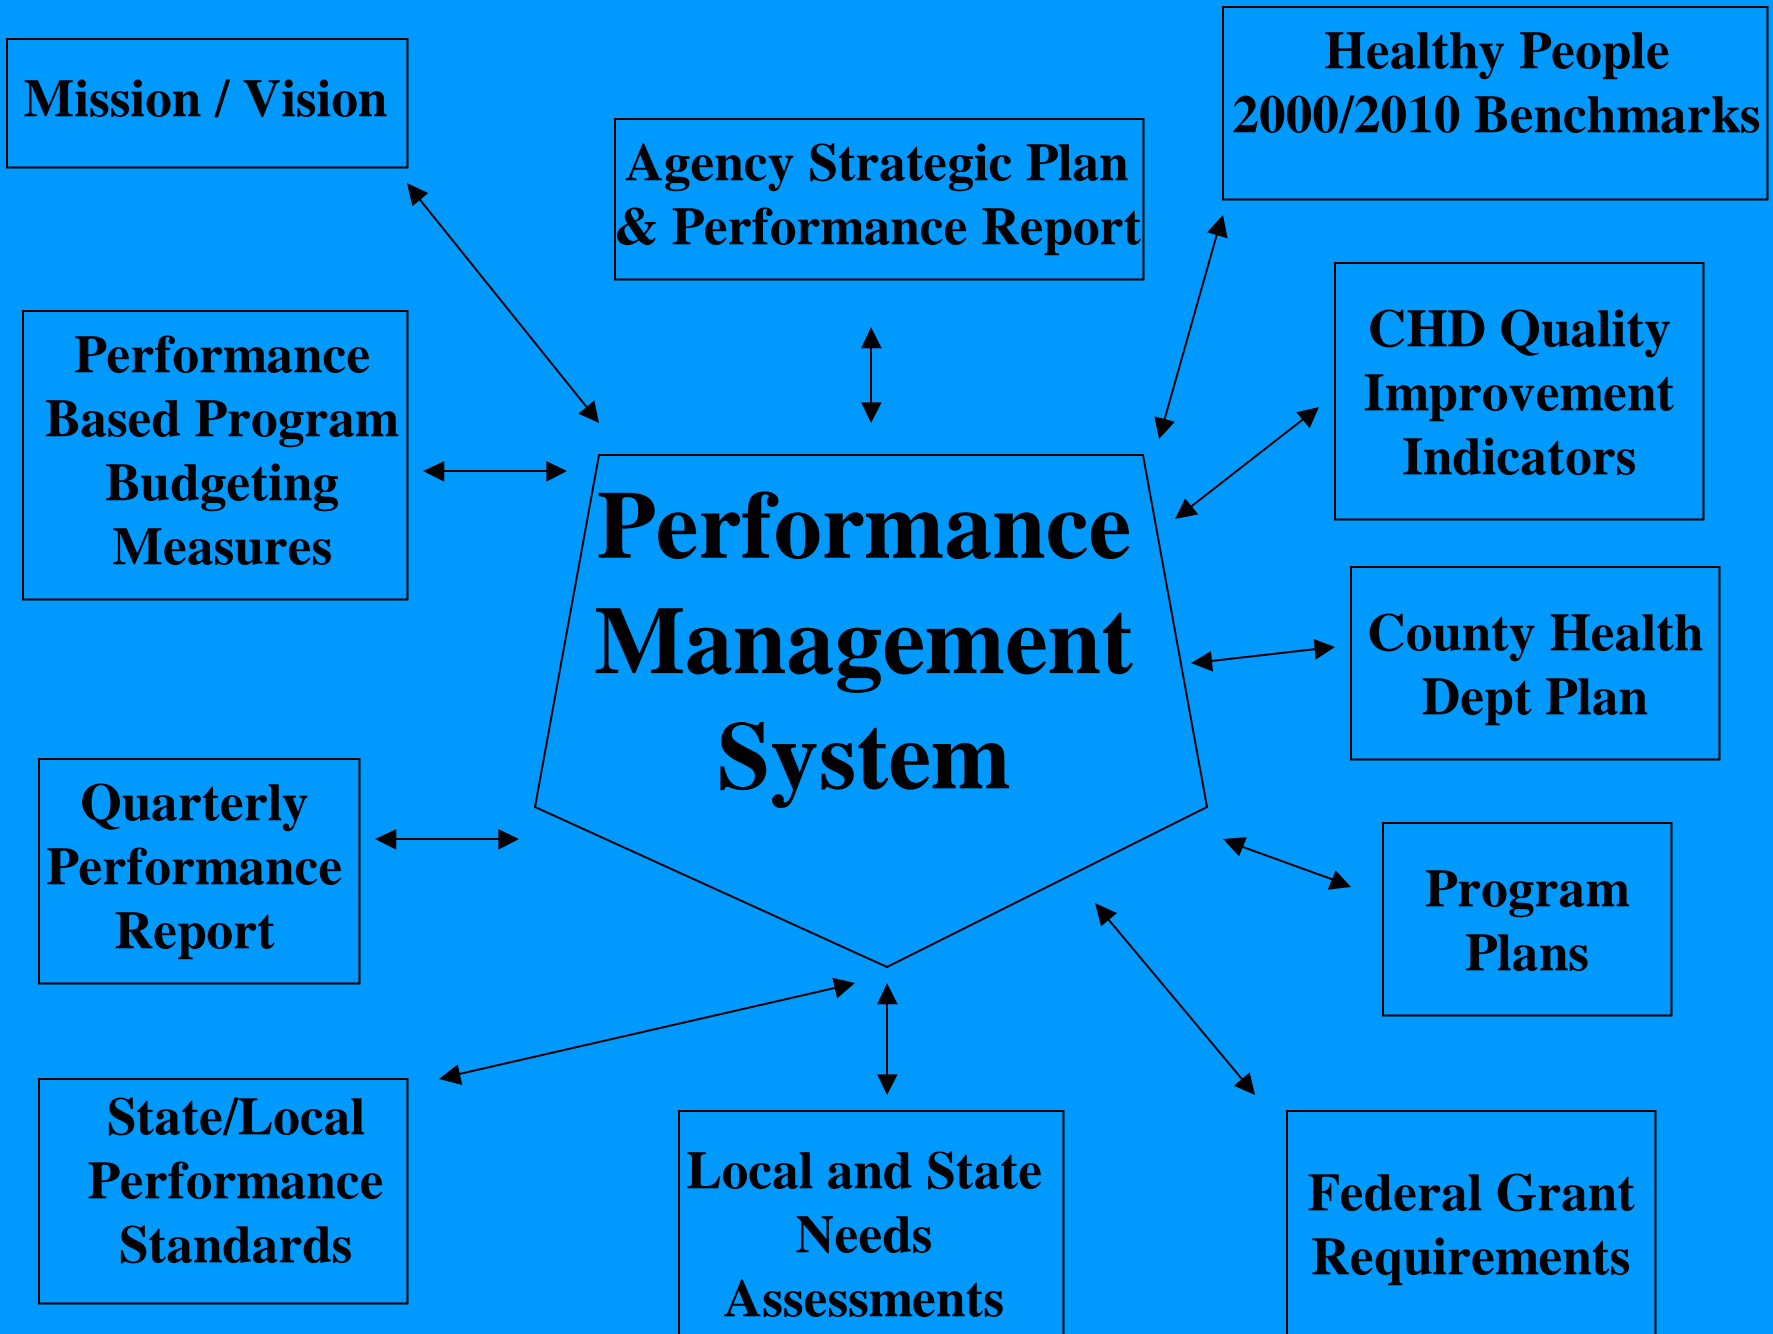 Mission / Vision
Agency Strategic Plan
& Performance Report
Healthy People
2000/2010 Benchmarks
Performance
Based Program
Budgeting
Measures
CHD Quality
Improvement
Indicators
Performance
Management
System
County Health
Dept Plan
Quarterly
Performance
Report
Program
Plans
State/Local
Performance
Standards
Local and State
Needs
Assessments
Federal Grant
Requirements